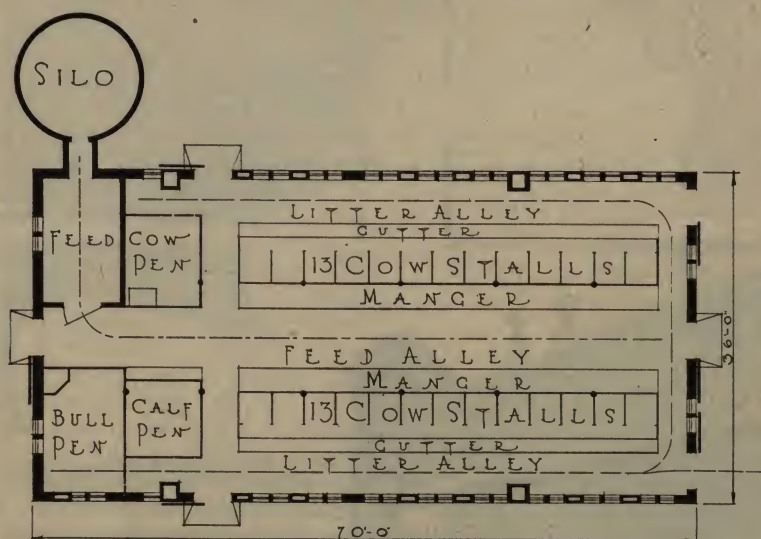 SILO
LITTER ALLEY
GUTTER
FEED
COW
PEN
13 COW STALLS
MANGER
FEED ALLEY
MANGER
BULL
PEN
CALF
PEN
13 COW STALLS
GUTTER
LITTER ALLEY
36'-0"
70'-0"